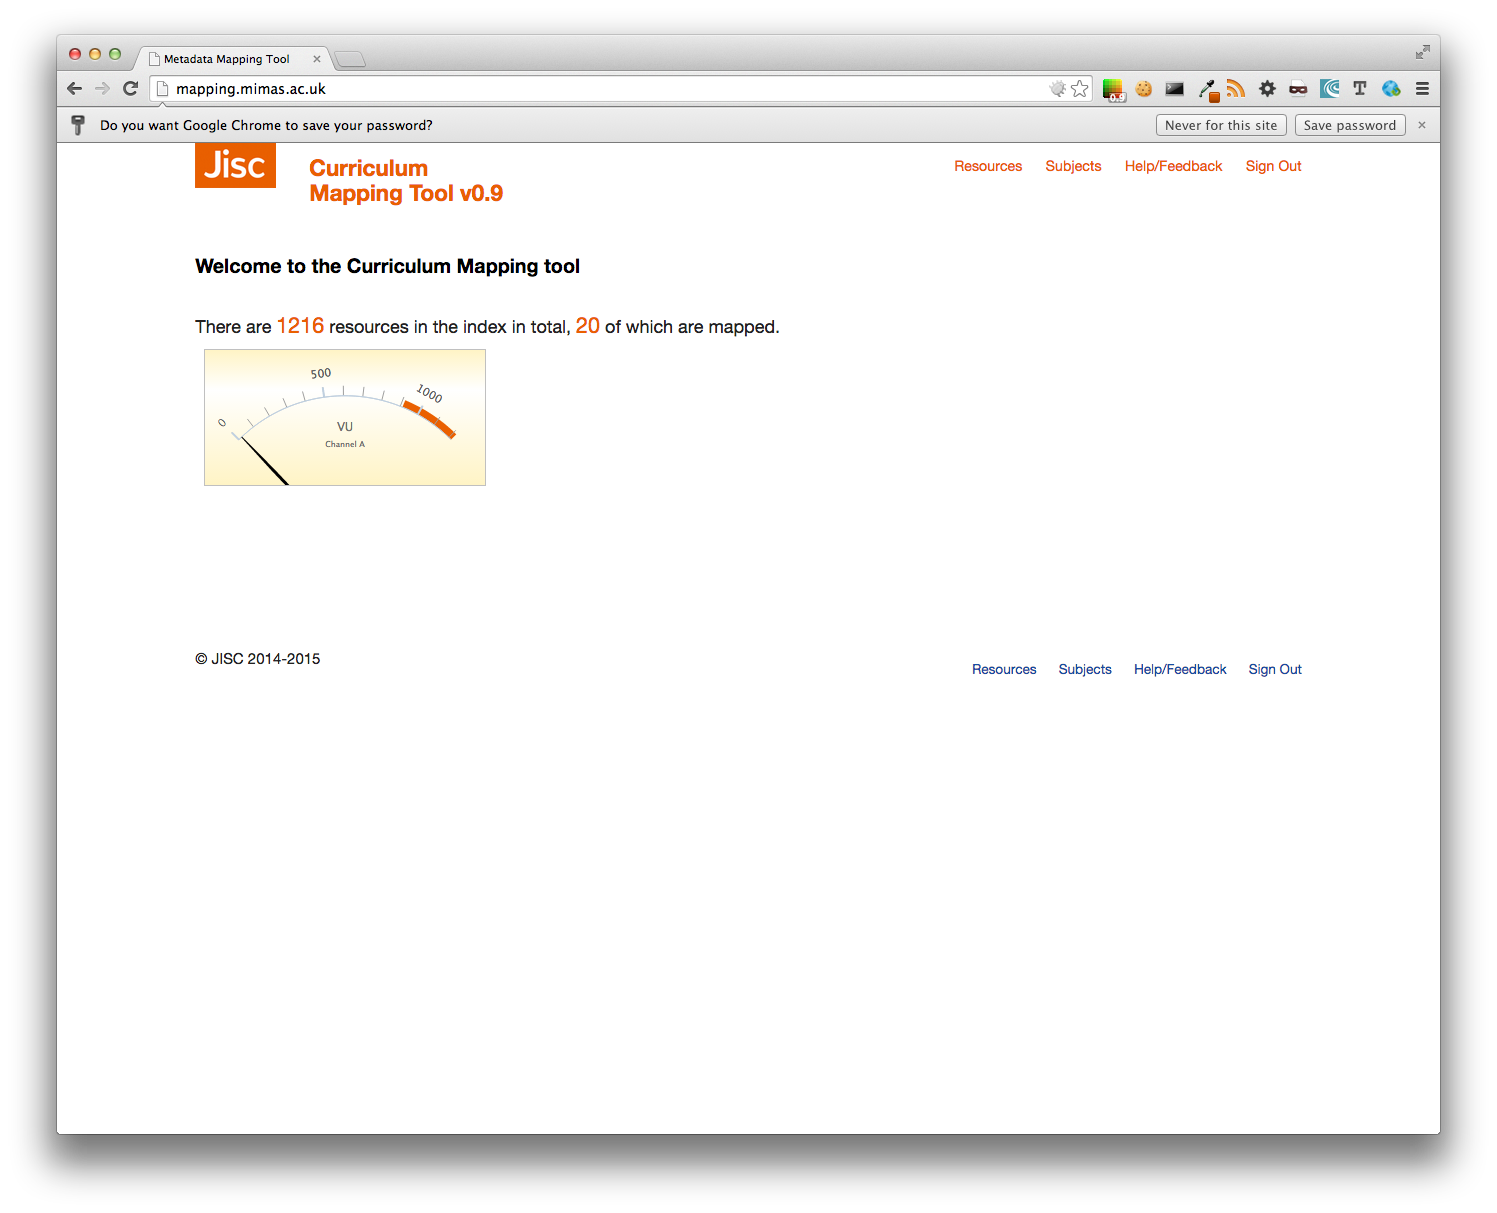 Metadata Mapping Tool
mapping.mimas.ac.uk
0.9
Do you want Google Chrome to save your password?
Never for this site
Save password
Jisc
Curriculum
Mapping Tool v0.9
Resources Subjects Help/Feedback Sign Out
Welcome to the Curriculum Mapping tool
There are 1216 resources in the index in total, 20 of which are mapped.
0
500
1000
VU
Channel A
© JISC 2014-2015
Resources Subjects Help/Feedback Sign Out